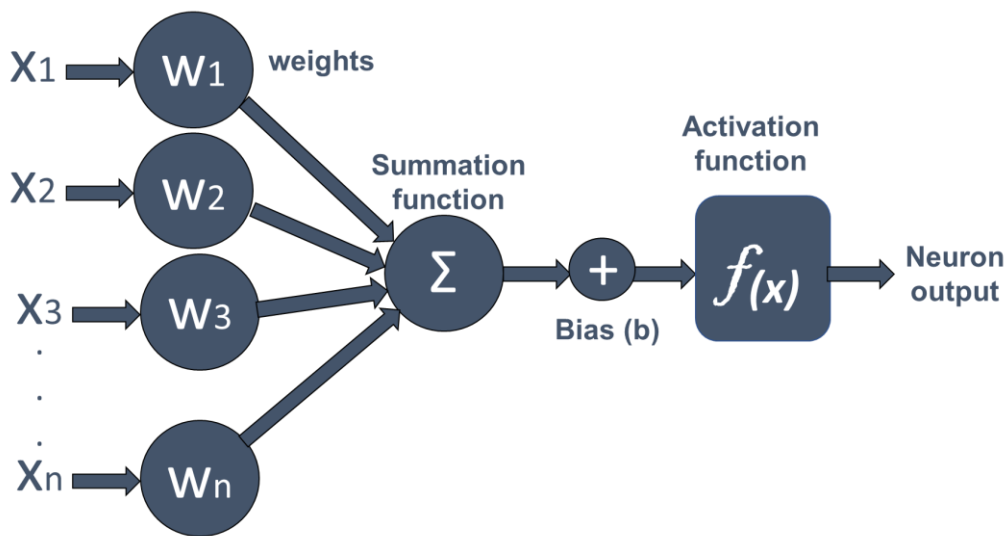 x1
w1
weights
x2
w2
x3
w3
.
.
.
xn
wn
Summation
function
Σ
+
Bias (b)
Activation
function
f(x)
Neuron
output